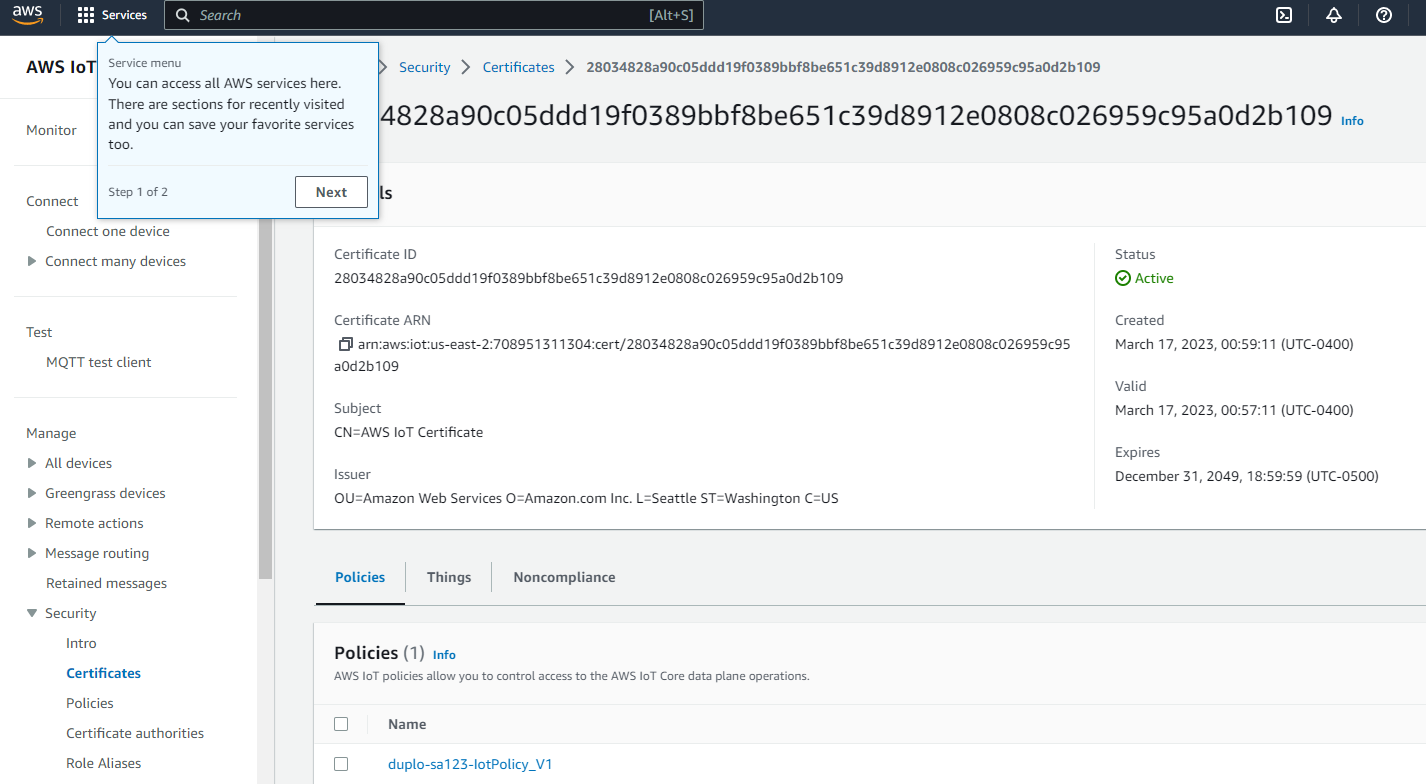 aws
Services
Search
[Alt+S]
AWS IoT
Service menu
You can access all AWS services here.
There are sections for recently visited
and you can save your favorite services
too.
Step 1 of 2
Next
Security
Certificates
28034828a90c05ddd19f0389bbf8be651c39d8912e0808c026959c95a0d2b109
4828a90c05ddd19f0389bbf8be651c39d8912e0808c026959c95a0d2b109
Info
Monitor
Connect
Connect one device
Connect many devices
Test
MQTT test client
Manage
All devices
Greengrass devices
Remote actions
Message routing
Retained messages
Security
Intro
Certificates
Policies
Certificate authorities
Role Aliases
ls
Certificate ID
28034828a90c05ddd19f0389bbf8be651c39d8912e0808c026959c95a0d2b109
Certificate ARN
arn:aws:iot:us-east-2:708951311304:cert/28034828a90c05ddd19f0389bbf8be651c39d8912e0808c026959c95
a0d2b109
Subject
CN=AWS IoT Certificate
Issuer
OU=Amazon Web Services O=Amazon.com Inc. L=Seattle ST=Washington C=US
Status
Active
Created
March 17, 2023, 00:59:11 (UTC-0400)
Valid
March 17, 2023, 00:57:11 (UTC-0400)
Expires
December 31, 2049, 18:59:59 (UTC-0500)
Policies
Things
Noncompliance
Policies (1) Info
AWS IoT policies allow you to control access to the AWS IoT Core data plane operations.
Name
duplo-sa123-IotPolicy_V1